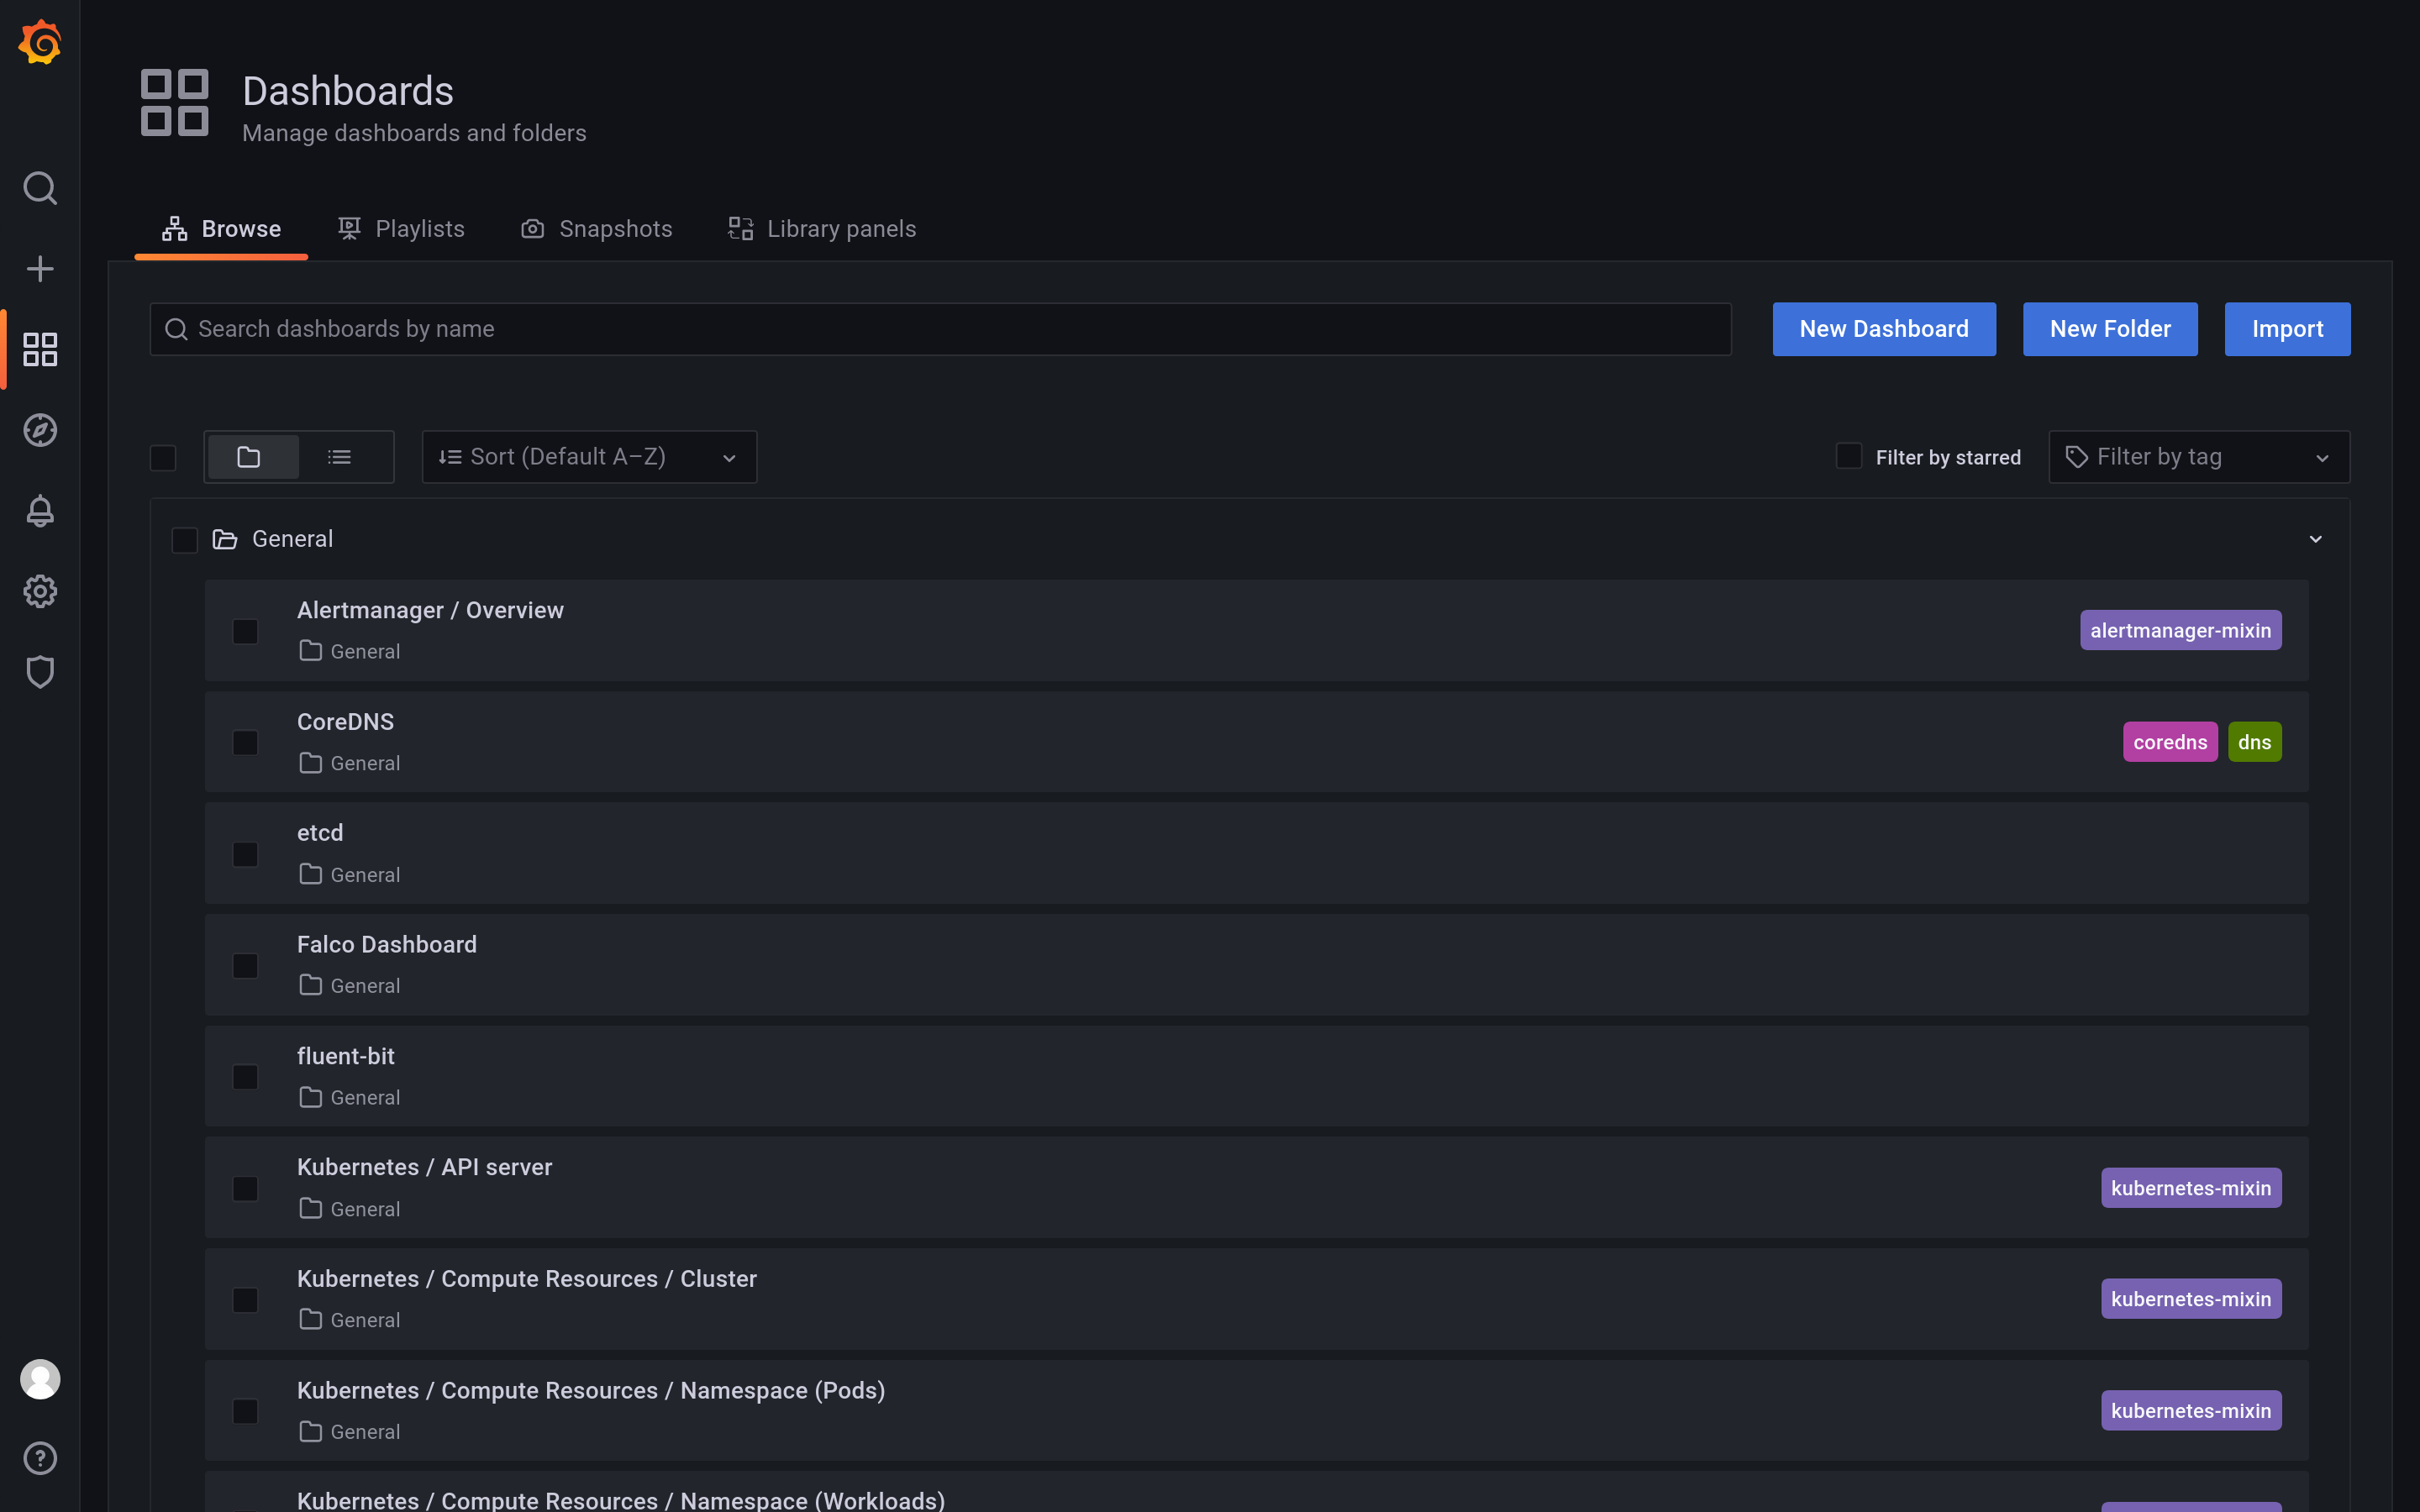 Dashboards
Manage dashboards and folders
Browse
Playlists
Snapshots
Library panels
Search dashboards by name
New Dashboard
New Folder
Import
Sort (Default A–Z)
Filter by starred
Filter by tag
General
Alertmanager / Overview
General
alertmanager-mixin
CoreDNS
General
coredns
dns
etcd
General
Falco Dashboard
General
fluent-bit
General
Kubernetes / API server
General
kubernetes-mixin
Kubernetes / Compute Resources / Cluster
General
kubernetes-mixin
Kubernetes / Compute Resources / Namespace (Pods)
General
kubernetes-mixin
Kubernetes / Compute Resources / Namespace (Workloads)